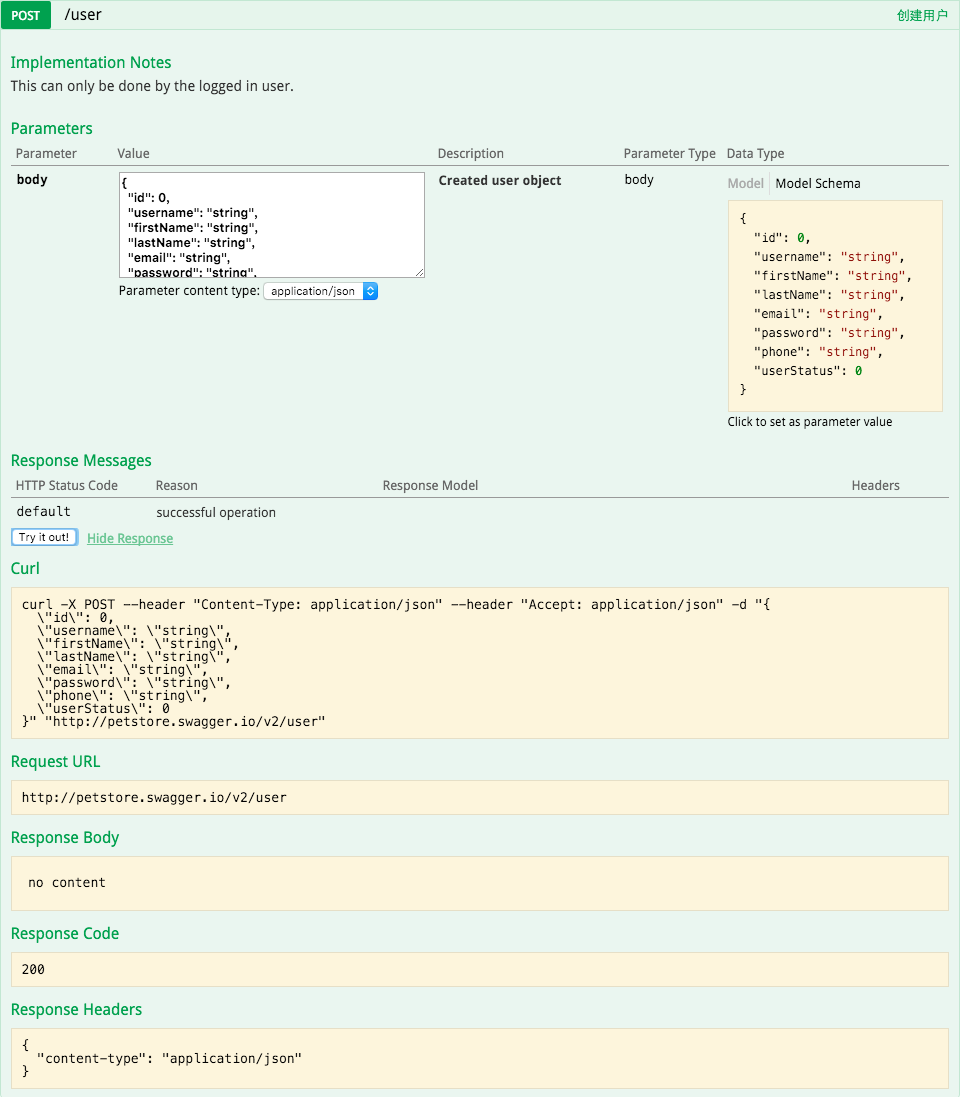 POST /user 创建用户
Implementation Notes
This can only be done by the logged in user.
Parameters
Parameter Value Description Parameter Type Data Type
body
{
"id": 0,
"username": "string",
"firstName": "string",
"lastName": "string",
"email": "string",
"password": "string",
Parameter content type: application/json
Created user object
body
Model Model Schema
{
"id": 0,
"username": "string",
"firstName": "string",
"lastName": "string",
"email": "string",
"password": "string",
"phone": "string",
"userStatus": 0
}
Click to set as parameter value
Response Messages
HTTP Status Code Reason Response Model Headers
default successful operation
Try it out! Hide Response
Curl
curl -X POST --header "Content-Type: application/json" --header "Accept: application/json" -d "{
\"id\": 0,
\"username\": \"string\",
\"firstName\": \"string\",
\"lastName\": \"string\",
\"email\": \"string\",
\"password\": \"string\",
\"phone\": \"string\",
\"userStatus\": 0
}" "http://petstore.swagger.io/v2/user"
Request URL
http://petstore.swagger.io/v2/user
Response Body
no content
Response Code
200
Response Headers
{
"content-type": "application/json"
}